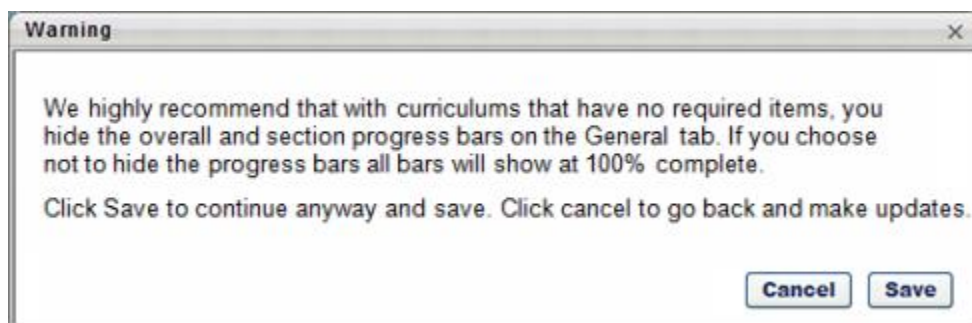 Warning
We highly recommend that with curriculums that have no required items, you
hide the overall and section progress bars on the General tab. If you choose
not to hide the progress bars all bars will show at 100% complete.
Click Save to continue anyway and save. Click cancel to go back and make updates.
Cancel Save